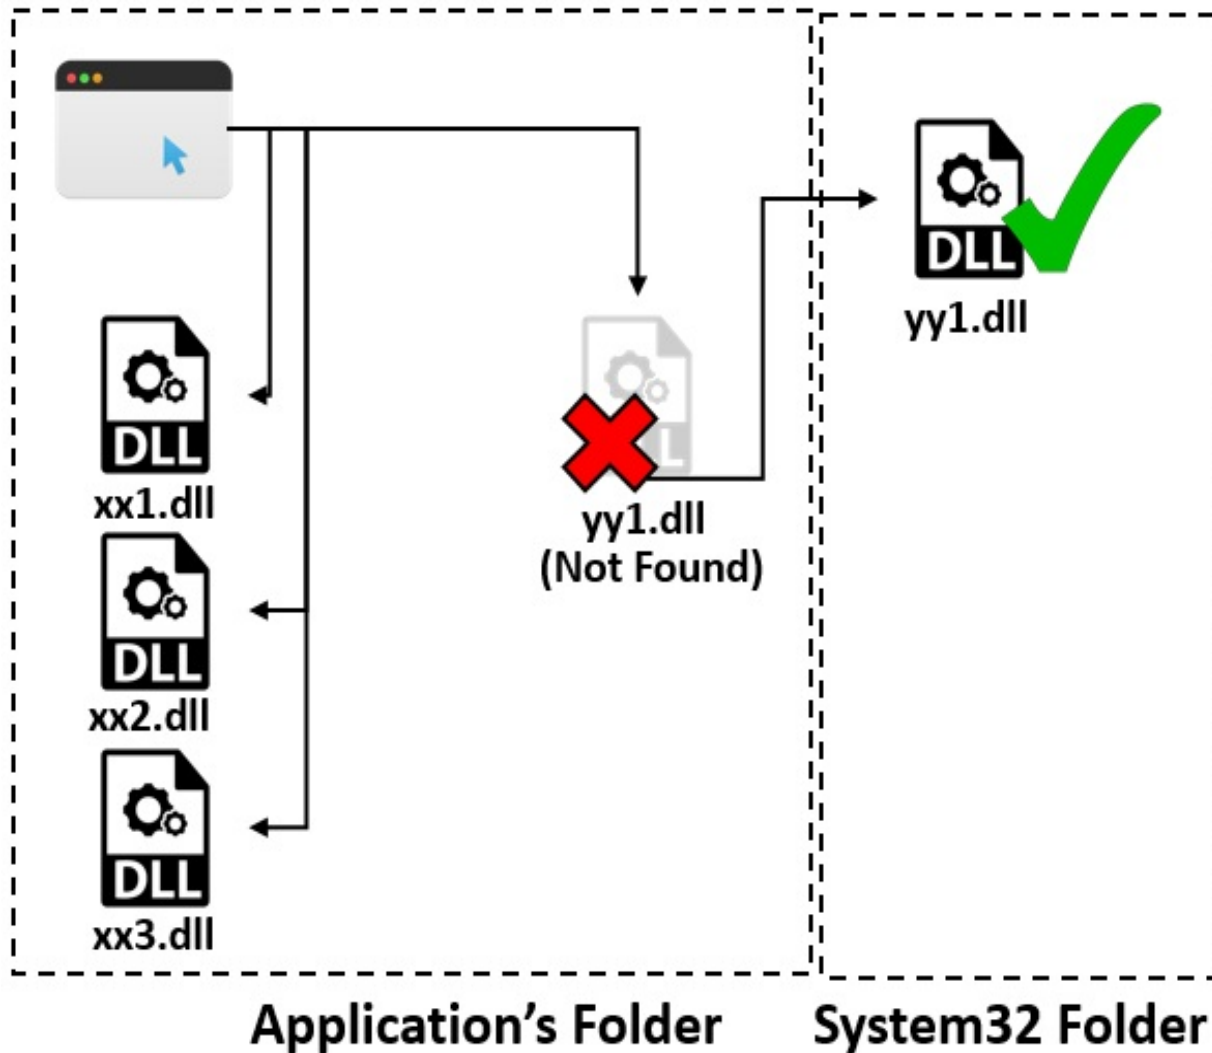 DLL
xx1.dll
DLL
xx2.dll
DLL
xx3.dll
L
yy1.dll
(Not Found)
DLL
yy1.dll
Application’s Folder
System32 Folder